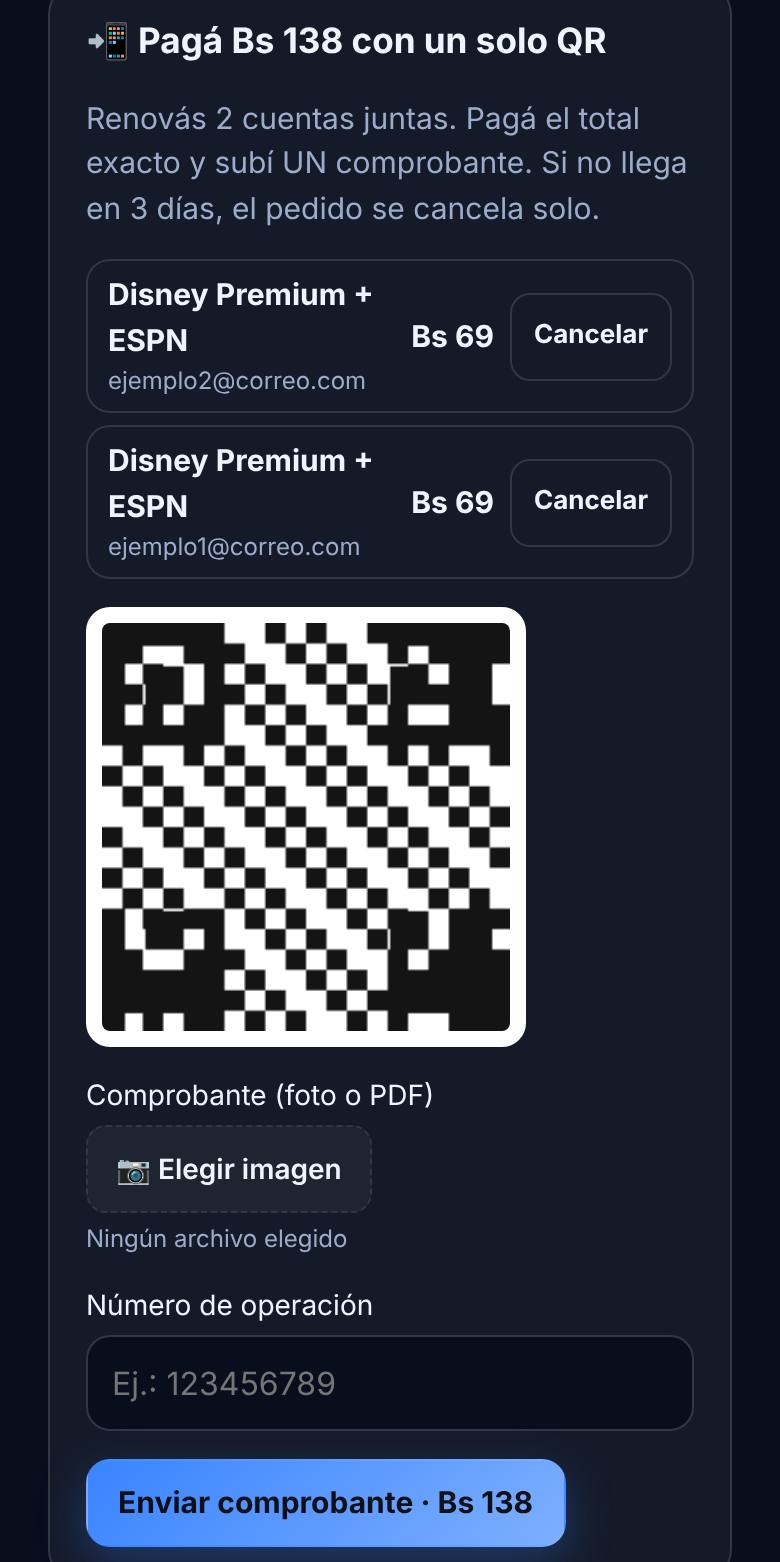 📲 Pagá Bs 138 con un solo QR
Renovás 2 cuentas juntas. Pagá el total
exacto y subí UN comprobante. Si no llega
en 3 días, el pedido se cancela solo.
Disney Premium +
ESPN
ejemplo2@correo.com
Bs 69
Cancelar
Disney Premium +
ESPN
ejemplo1@correo.com
Bs 69
Cancelar
Comprobante (foto o PDF)
📷 Elegir imagen
Ningún archivo elegido
Número de operación
Ej.: 123456789
Enviar comprobante · Bs 138